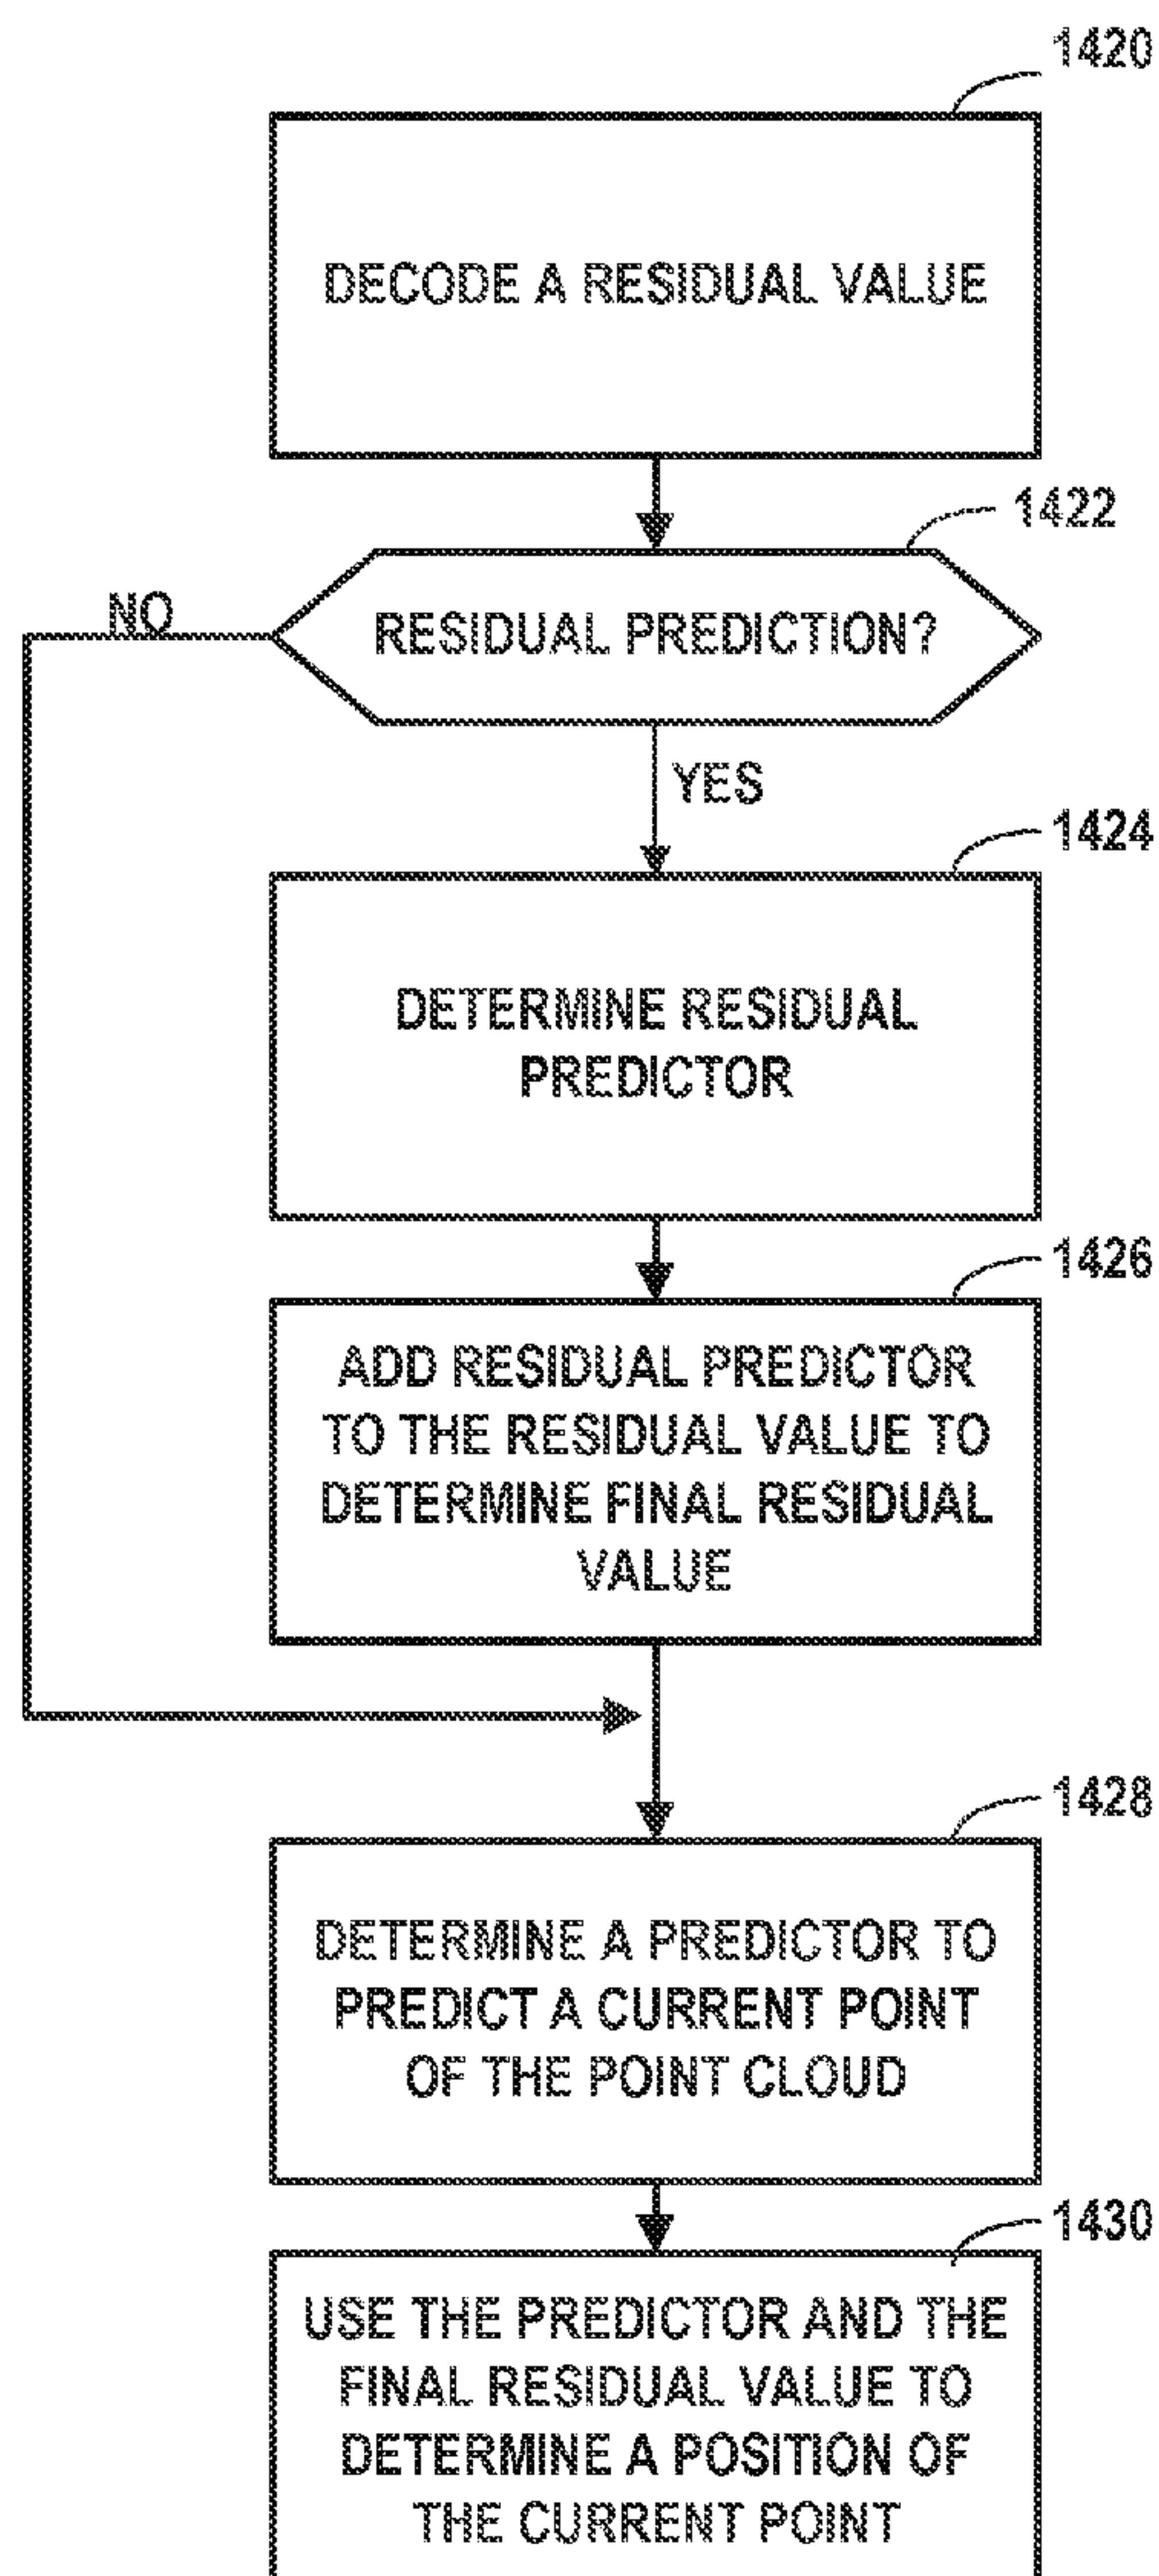 1420
DECODE A RESIDUAL VALUE
1422
NO
RESIDUAL PREDICTION?
YES
1424
DETERMINE RESIDUAL
PREDICTOR
1426
ADD RESIDUAL PREDICTOR
TO THE RESIDUAL VALUE TO
DETERMINE FINAL RESIDUAL
VALUE
1428
DETERMINE A PREDICTOR TO
PREDICT A CURRENT POINT
OF THE POINT CLOUD
1430
USE THE PREDICTOR AND THE
FINAL RESIDUAL VALUE TO
DETERMINE A POSITION OF
THE CURRENT POINT